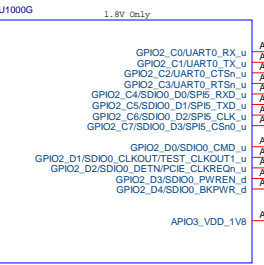 U1000G
1.8V Only
GPIO2_C0/UART0_RX_u
GPIO2_C1/UART0_TX_u
GPIO2_C2/UART0_CTSn_u
GPIO2_C3/UART0_RTSn_u
GPIO2_C4/SDIO0_D0/SPI5_RXD_u
GPIO2_C5/SDIO0_D1/SPI5_TXD_u
GPIO2_C6/SDIO0_D2/SPI5_CLK_u
GPIO2_C7/SDIO0_D3/SPI5_CSn0_u
GPIO2_D0/SDIO0_CMD_u
GPIO2_D1/SDIO0_CLKOUT/TEST_CLKOUT1_u
GPIO2_D2/SDIO0_DETN/PCIE_CLKREQn_u
GPIO2_D3/SDIO0_PWREN_d
GPIO2_D4/SDIO0_BKPWR_d
APIO3_VDD_1V8